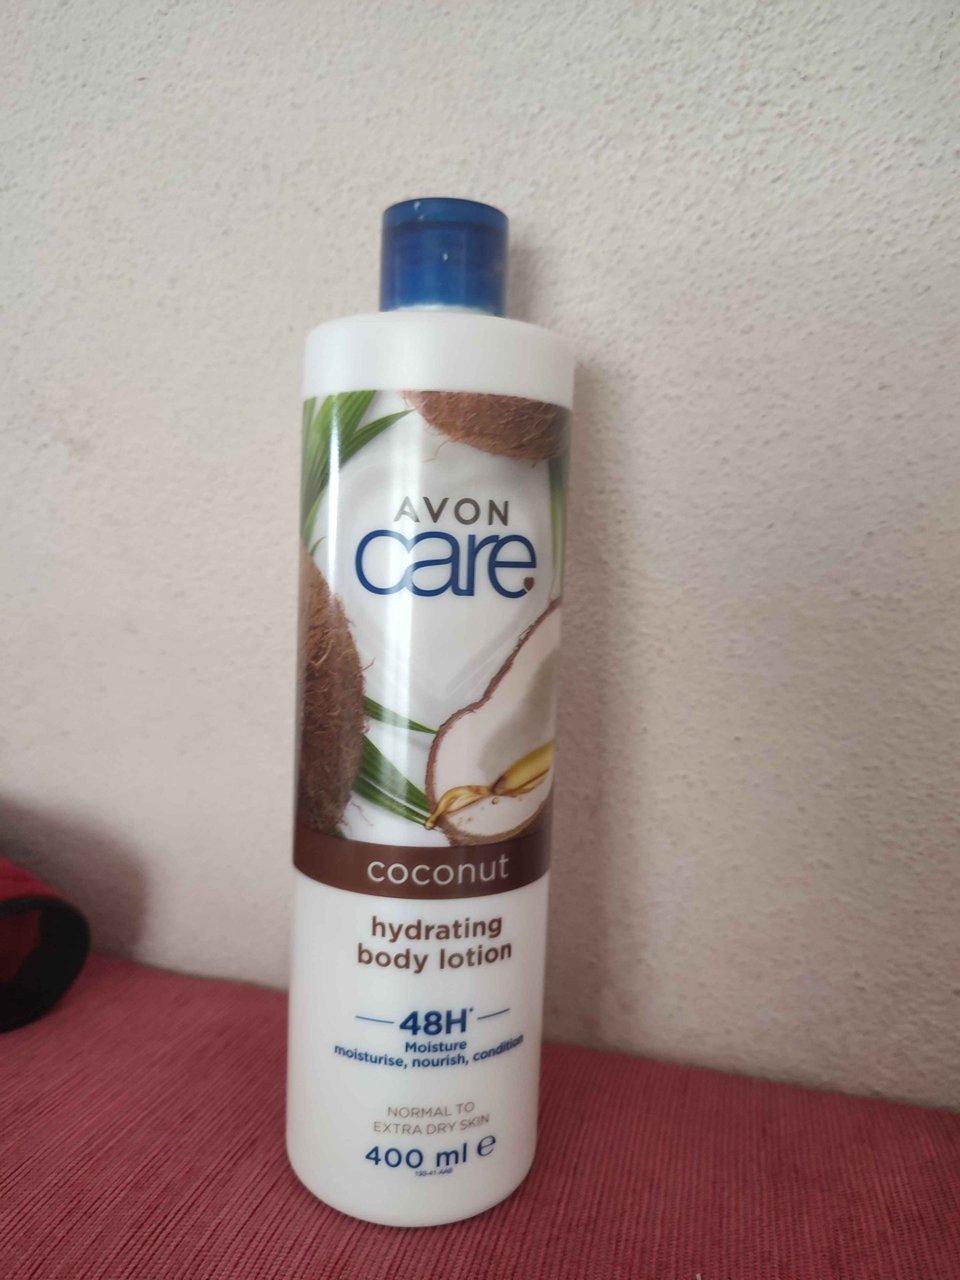 AVON
care
coconut
hydrating
body lotion
48H*
Moisture
moisturise, nourish, condition
NORMAL TO
EXTRA DRY SKIN
400 ml e